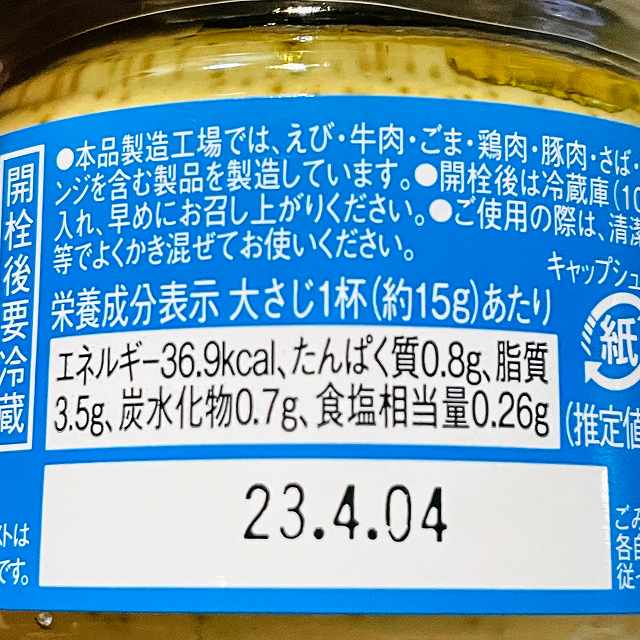 ●本品製造工場では、えび・牛肉・ごま・鶏肉・豚肉・さば・
ンジを含む製品を製造しています。●開栓後は冷蔵庫(10
入れ、早めにお召し上がりください。●ご使用の際は、清潔
等でよくかき混ぜてお使いください。
開栓後要冷蔵
キャップシュ
栄養成分表示 大さじ1杯(約15g)あたり
紙
エネルギー36.9kcal、たんぱく質0.8g、脂質
3.5g、炭水化物0.7g、食塩相当量0.26g
(推定値
23.4.04
ストは
です。
ごみ
各自
従っ